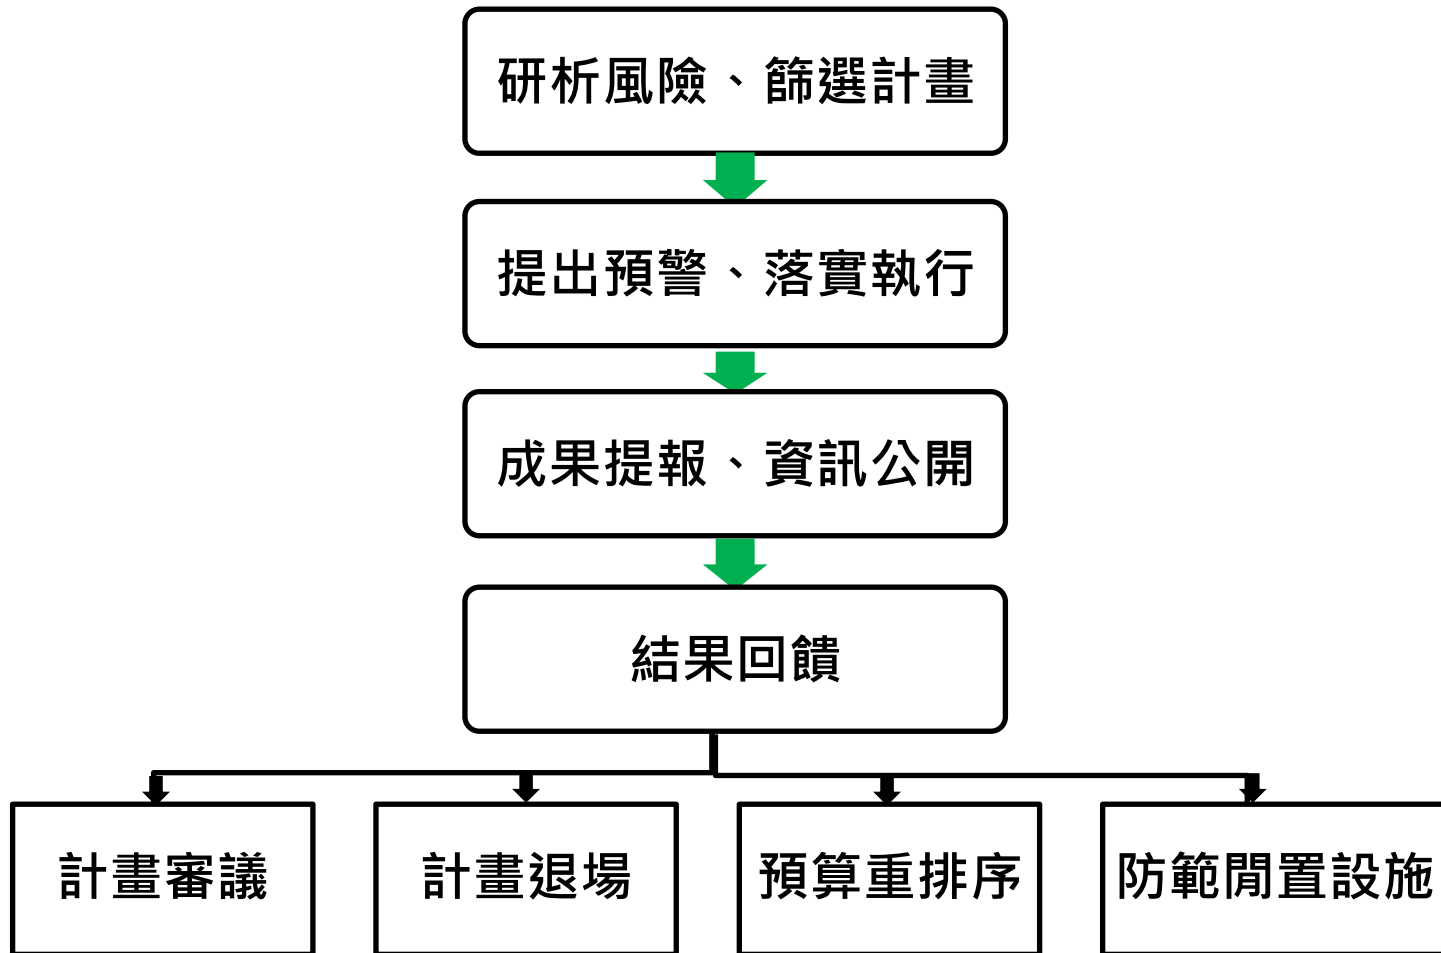 研析風險、篩選計畫
提出預警、落實執行
成果提報、資訊公開
結果回饋
計畫審議
計畫退場
預算重排序
防範閒置設施